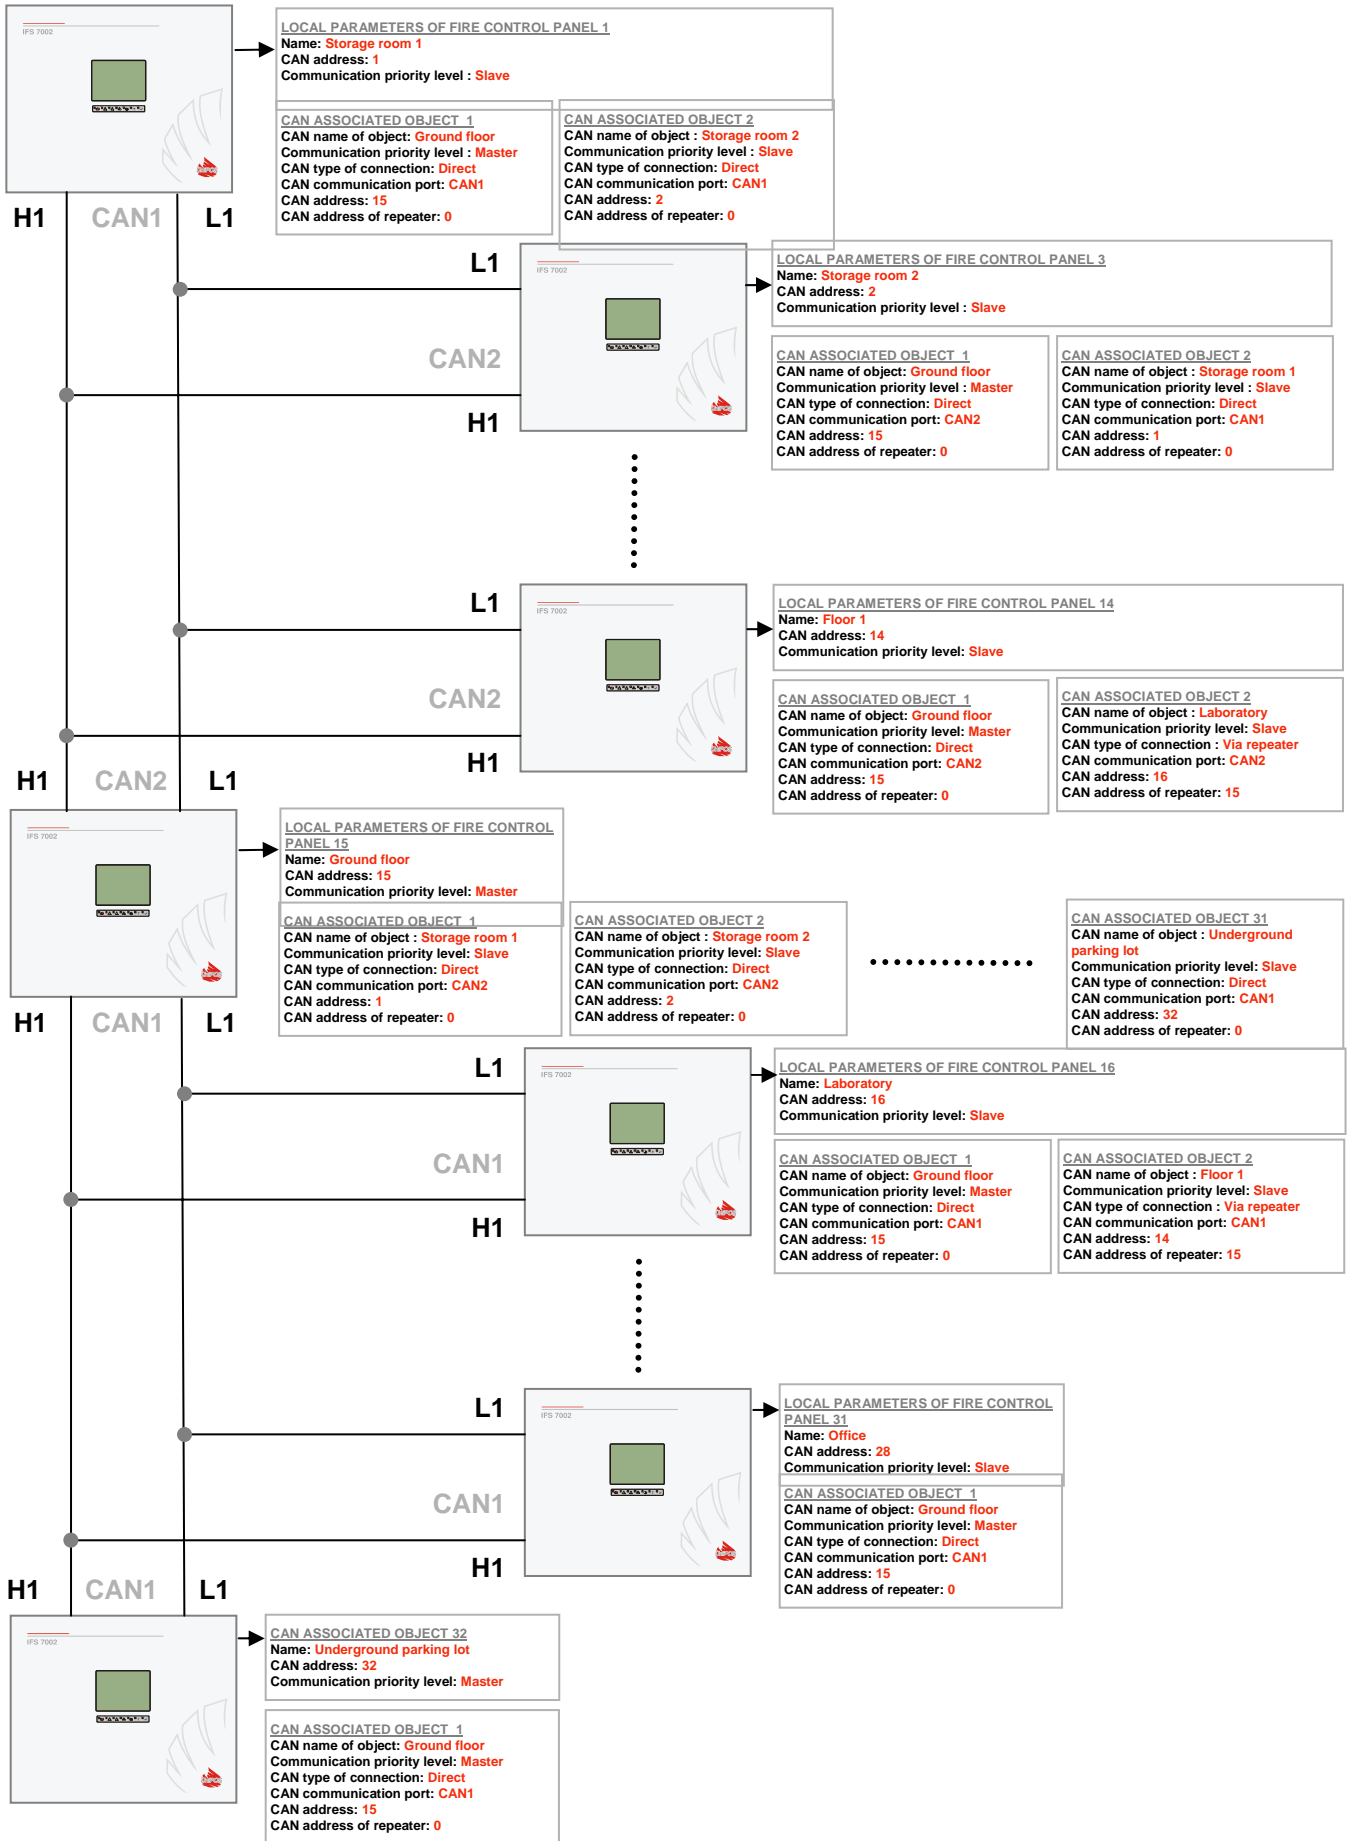 IFS 7002
LOCAL PARAMETERS OF FIRE CONTROL PANEL 1
Name: Storage room 1
CAN address: 1
Communication priority level : Slave
CAN ASSOCIATED OBJECT 1
CAN name of object: Ground floor
Communication priority level : Master
CAN type of connection: Direct
CAN communication port: CAN1
CAN address: 15
CAN address of repeater: 0
CAN ASSOCIATED OBJECT 2
CAN name of object : Storage room 2
Communication priority level: Slave
CAN type of connection: Direct
CAN communication port: CAN1
CAN address: 2
CAN address of repeater: 0
H1 CAN1 L1
L1
CAN2
H1
IFS 7002
LOCAL PARAMETERS OF FIRE CONTROL PANEL 3
Name: Storage room 2
CAN address: 2
Communication priority level : Slave
CAN ASSOCIATED OBJECT 1
CAN name of object: Ground floor
Communication priority level : Master
CAN type of connection: Direct
CAN communication port: CAN2
CAN address: 15
CAN address of repeater: 0
CAN ASSOCIATED OBJECT 2
CAN name of object : Storage room 1
Communication priority level : Slave
CAN type of connection: Direct
CAN communication port: CAN1
CAN address: 1
CAN address of repeater: 0
L1
CAN2
H1
IFS 7002
LOCAL PARAMETERS OF FIRE CONTROL PANEL 14
Name: Floor 1
CAN address: 14
Communication priority level: Slave
CAN ASSOCIATED OBJECT 1
CAN name of object: Ground floor
Communication priority level: Master
CAN type of connection: Direct
CAN communication port: CAN2
CAN address: 15
CAN address of repeater: 0
CAN ASSOCIATED OBJECT 2
CAN name of object : Laboratory
Communication priority level: Slave
CAN type of connection : Via repeater
CAN communication port: CAN2
CAN address: 16
CAN address of repeater: 15
H1 CAN2 L1
IFS 7002
LOCAL PARAMETERS OF FIRE CONTROL
PANEL 15
Name: Ground floor
CAN address: 15
Communication priority level: Master
CAN ASSOCIATED OBJECT 1
CAN name of object : Storage room 1
Communication priority level: Slave
CAN type of connection: Direct
CAN communication port: CAN2
CAN address: 1
CAN address of repeater: 0
CAN ASSOCIATED OBJECT 2
CAN name of object : Storage room 2
Communication priority level: Slave
CAN type of connection: Direct
CAN communication port: CAN2
CAN address: 2
CAN address of repeater: 0
CAN ASSOCIATED OBJECT 31
CAN name of object : Underground
parking lot
Communication priority level: Slave
CAN type of connection: Direct
CAN communication port: CAN1
CAN address: 32
CAN address of repeater: 0
H1 CAN1 L1
L1
CAN1
H1
IFS 7002
LOCAL PARAMETERS OF FIRE CONTROL PANEL 16
Name: Laboratory
CAN address: 16
Communication priority level: Slave
CAN ASSOCIATED OBJECT 1
CAN name of object: Ground floor
Communication priority level: Master
CAN type of connection: Direct
CAN communication port: CAN1
CAN address: 15
CAN address of repeater: 0
CAN ASSOCIATED OBJECT 2
CAN name of object : Floor 1
Communication priority level: Slave
CAN type of connection : Via repeater
CAN communication port: CAN1
CAN address: 14
CAN address of repeater: 15
L1
CAN1
H1
IFS 7002
LOCAL PARAMETERS OF FIRE CONTROL
PANEL 31
Name: Office
CAN address: 28
Communication priority level: Slave
CAN ASSOCIATED OBJECT 1
CAN name of object: Ground floor
Communication priority level: Master
CAN type of connection: Direct
CAN communication port: CAN1
CAN address: 15
CAN address of repeater: 0
H1 CAN1 L1
IFS 7002
CAN ASSOCIATED OBJECT 32
Name: Underground parking lot
CAN address: 32
Communication priority level: Master
CAN ASSOCIATED OBJECT 1
CAN name of object: Ground floor
Communication priority level: Master
CAN type of connection: Direct
CAN communication port: CAN1
CAN address: 15
CAN address of repeater: 0